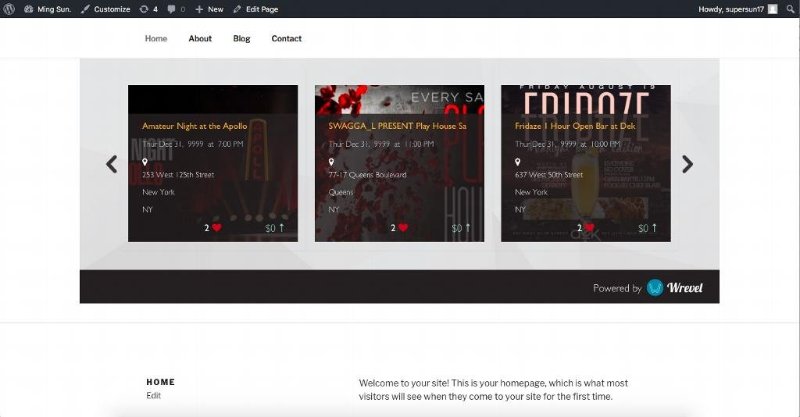 Ming Sun. Customize 4 0 New Edit Page Howdy, supersun17
Home About Blog Contact
EVERY SA
FRIDAY AUGUST 19
FRIDAZE
Amateur Night at the Apollo
Thur Dec 31, 9999 at 7:00 PM
253 West 125th Street
New York
NY
2 $0
SWAGGA_L PRESENT Play House Sa
Thur Dec 31, 9999 at 11:00 PM
77-17 Queens Boulevard
Queens
NY
2 $0
Fridaze 1 Hour Open Bar at Dek
Thur Dec 31, 9999 at 10:00 PM
637 West 50th Street
New York
NY
2 $0
Powered by Wrevel
HOME
Edit
Welcome to your site! This is your homepage, which is what most
visitors will see when they come to your site for the first time.